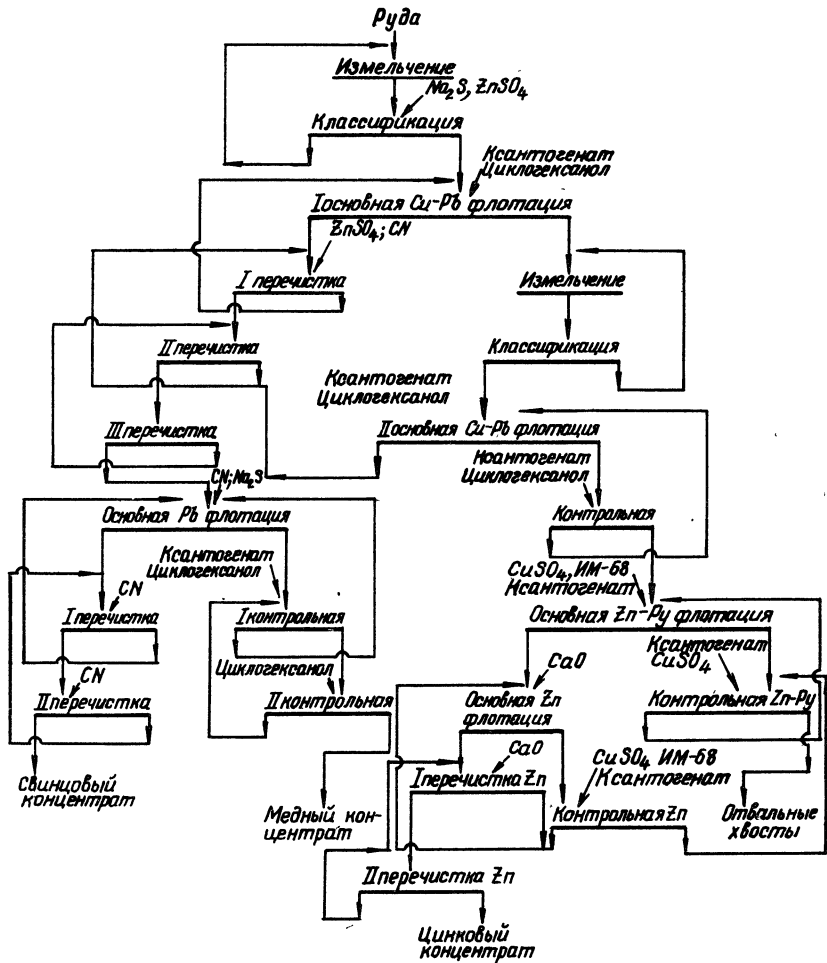 Руда
Измельчение
Na₂S, ZnSO₄
Классификация
Ксантогенат
Циклогексанол
I основная Cu-Pb флотация
ZnSO₄; CN
I перечистка
Измельчение
II перечистка
Классификация
Ксантогенат
Циклогексанол
III перечистка
II основная Cu-Pb флотация
Ксантогенат
Циклогексанол
CN; Na₂S
Основная Pb флотация
Контрольная
Ксантогенат
Циклогексанол
CuSO₄, ИМ-68
Ксантогенат
CN
I перечистка
I контрольная
Основная Zn-Py флотация
Ксантогенат
CuSO₄
Циклогексанол
CN
CaO
II перечистка
II контрольная
Основная Zn
флотация
Контрольная Zn-Py
CaO
CuSO₄ ИМ-68
Ксантогенат
Свинцовый
концентрат
I перечистка Zn
Медный кон-
центрат
Контрольная Zn
Отвальные
хвосты
II перечистка Zn
Цинковый
концентрат